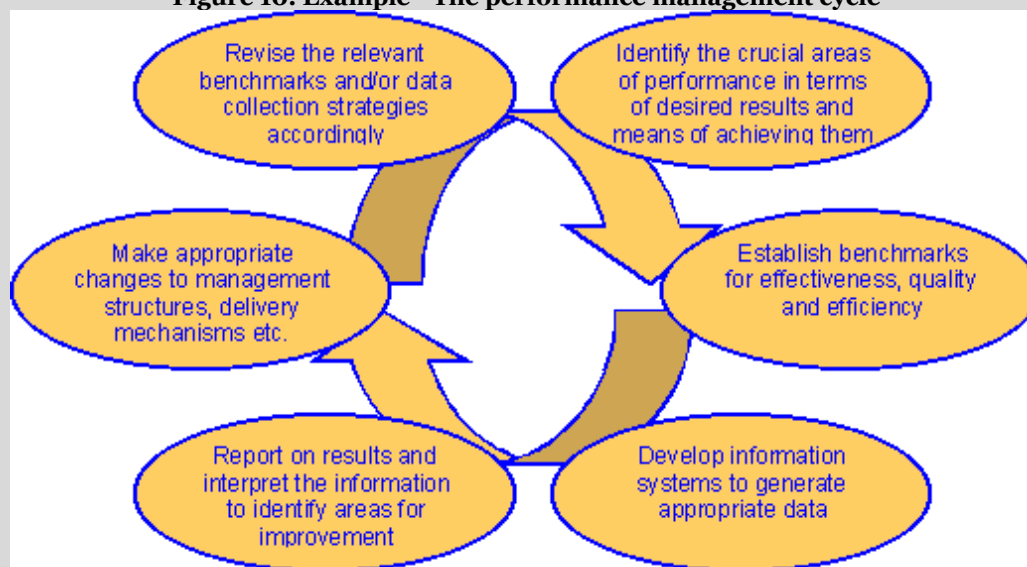 Figure 16: Example - The performance management cycle
Revise the relevant
benchmarks and/or data
collection strategies
accordingly
Identify the crucial areas
of performance in terms
of desired results and
means of achieving them
Make appropriate
changes to management
structures, delivery
mechanisms etc.
Establish benchmarks
for effectiveness, quality
and efficiency
Report on results and
interpret the information
to identify areas for
improvement
Develop information
systems to generate
appropriate data